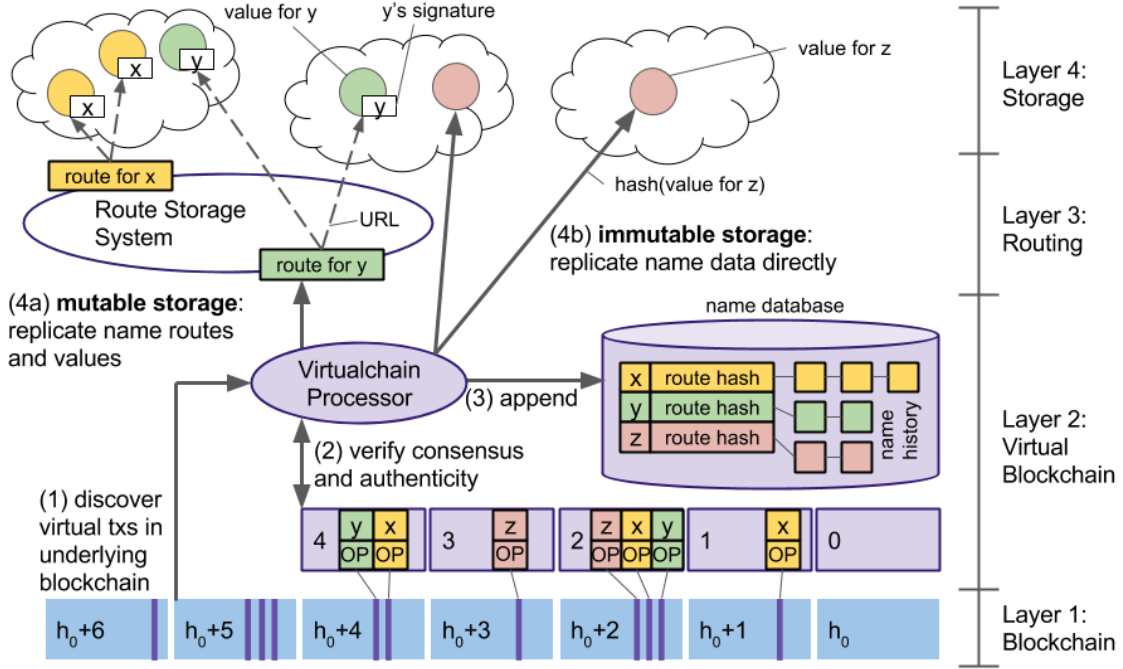 value for y
y's signature
value for z
x
x
y
y
Layer 4:
Storage
route for x
hash(value for z)
Route Storage
System
URL
Layer 3:
Routing
(4b) immutable storage:
replicate name data directly
route for y
(4a) mutable storage:
replicate name routes
and values
name database
Virtualchain
Processor
(3) append
x route hash
y route hash
z route hash
name
history
Layer 2:
Virtual
Blockchain
(2) verify consensus
and authenticity
(1) discover
virtual txs in
underlying
blockchain
4 y x
OP OP
3 z
OP
2 z x y
OP OP OP
1 x
OP
0
h₀+6 h₀+5 h₀+4 h₀+3 h₀+2 h₀+1 h₀
Layer 1:
Blockchain